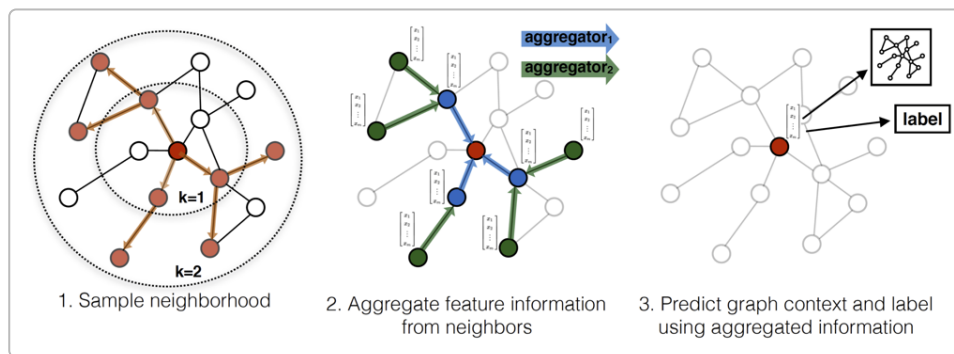 aggregator₁
aggregator₂
k=1
k=2
label
1. Sample neighborhood
2. Aggregate feature information
from neighbors
3. Predict graph context and label
using aggregated information